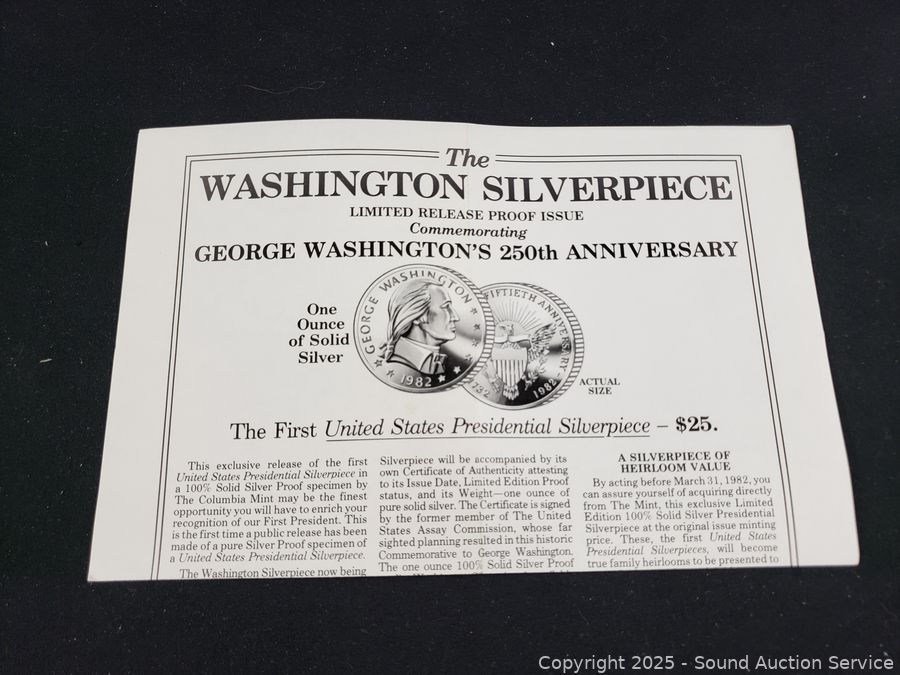 The
WASHINGTON SILVERPIECE
LIMITED RELEASE PROOF ISSUE
Commemorating
GEORGE WASHINGTON'S 250th ANNIVERSARY
One
Ounce
of Solid
Silver
GEORGE WASHINGTON
1982
FIFTIETH ANNIVERSARY
1982
ACTUAL
SIZE
The First United States Presidential Silverpiece – $25.
This exclusive release of the first
United States Presidential Silverpiece in
a 100% Solid Silver Proof specimen by
The Columbia Mint may be the finest
opportunity you will have to enrich your
recognition of our First President. This
is the first time a public release has been
made of a pure Silver Proof specimen of
a United States Presidential Silverpiece.
The Washington Silverpiece now being
Silverpiece will be accompanied by its
own Certificate of Authenticity attesting
to its Issue Date, Limited Edition Proof
status, and its Weight—one ounce of
pure solid silver. The Certificate is signed
by the former member of The United
States Assay Commission, whose far
sighted planning resulted in this historic
Commemorative to George Washington.
The one ounce 100% Solid Silver Proof
A SILVERPIECE OF
HEIRLOOM VALUE
By acting before March 31, 1982, you
can assure yourself of acquiring directly
from The Mint, this exclusive Limited
Edition 100% Solid Silver Presidential
Silverpiece at the original issue minting
price. These, the first United States
Presidential Silverpieces, will become
true family heirlooms to be presented to
Copyright 2025 - Sound Auction Service